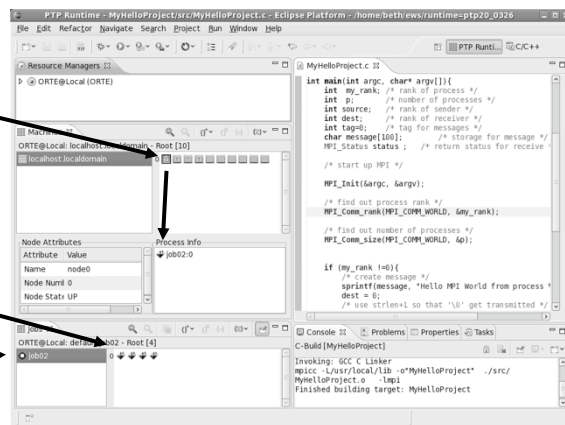 PTP Runtime - MyHelloProject/src/MyHelloProject.c - Eclipse Platform - /home/beth/ews/runtime=ptp20_0326
File Edit Refactor Navigate Search Project Run Window Help
PTP Runti...
C/C++
Resource Managers
ORTE@Local (ORTE)
Machines
ORTE@Local: localhost.localdomain - Root [10]
localhost.localdomain
0
Node Attributes
Attribute Value
Name node0
Node Numl 0
Node State UP
Process Info
job02:0
Jobs
ORTE@Local: default:job02 - Root [4]
job02
0
MyHelloProject.c
int main(int argc, char* argv[]){
int my_rank; /* rank of process */
int p; /* number of processes */
int source; /* rank of sender */
int dest; /* rank of receiver */
int tag=0; /* tag for messages */
char message[100]; /* storage for message */
MPI_Status status ; /* return status for receive
/* start up MPI */
MPI_Init(&argc, &argv);
/* find out process rank */
MPI_Comm_rank(MPI_COMM_WORLD, &my_rank);
/* find out number of processes */
MPI_Comm_size(MPI_COMM_WORLD, &p);
if (my_rank !=0){
/* create message */
sprintf(message, "Hello MPI World from process
dest = 0;
/* use strlen+1 so that '\0' get transmitted */
Console
Problems
Properties
Tasks
C-Build [MyHelloProject]
Invoking: GCC C Linker
mpicc -L/usr/local/lib -o"MyHelloProject" ./src/
MyHelloProject.o -lmpi
Finished building target: MyHelloProject